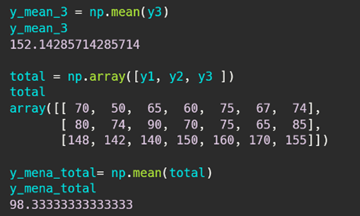 y_mean_3 = np.mean(y3)
y_mean_3
152.14285714285714
total = np.array([y1, y2, y3 ])
total
array([[ 70,  50,  65,  60,  75,  67,  74],
       [ 80,  74,  90,  70,  75,  65,  85],
       [148, 142, 140, 150, 160, 170, 155]])
y_mena_total= np.mean(total)
y_mena_total
98.33333333333333